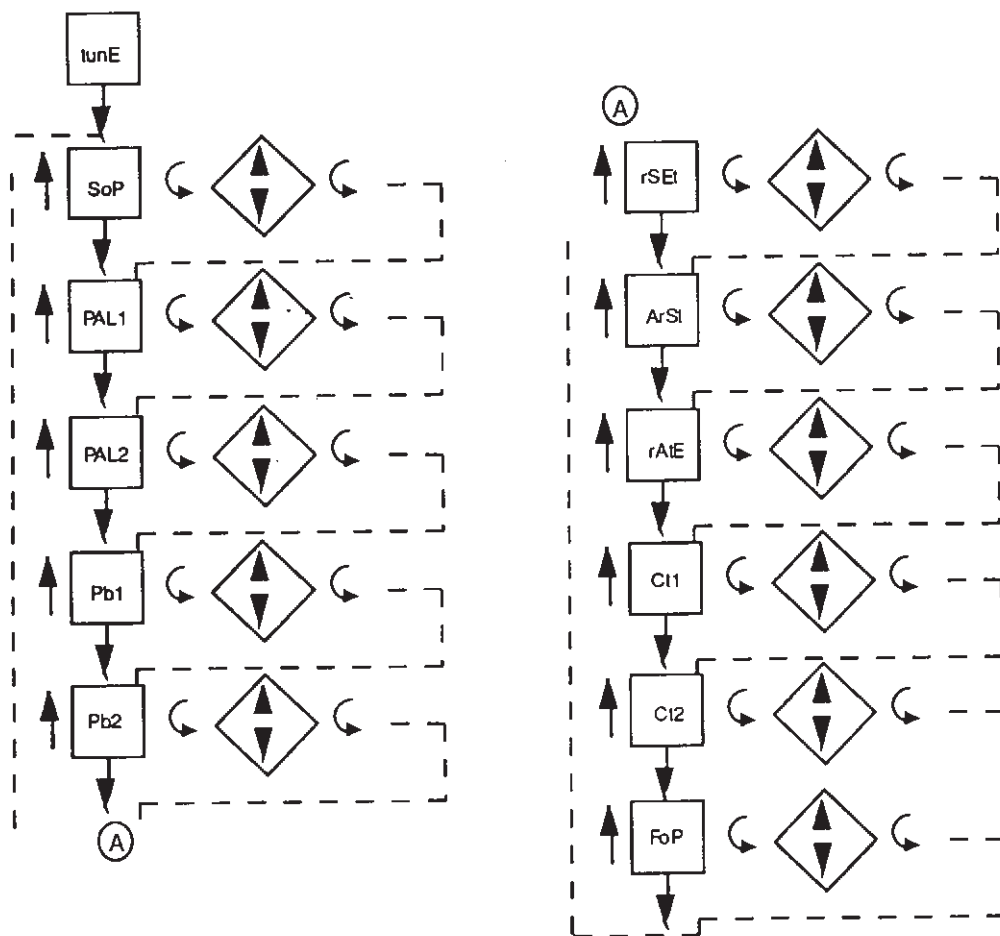 tunE
SoP
PAL1
PAL2
Pb1
Pb2
A
A
rSEt
ArSt
rAtE
Ct1
Ct2
FoP